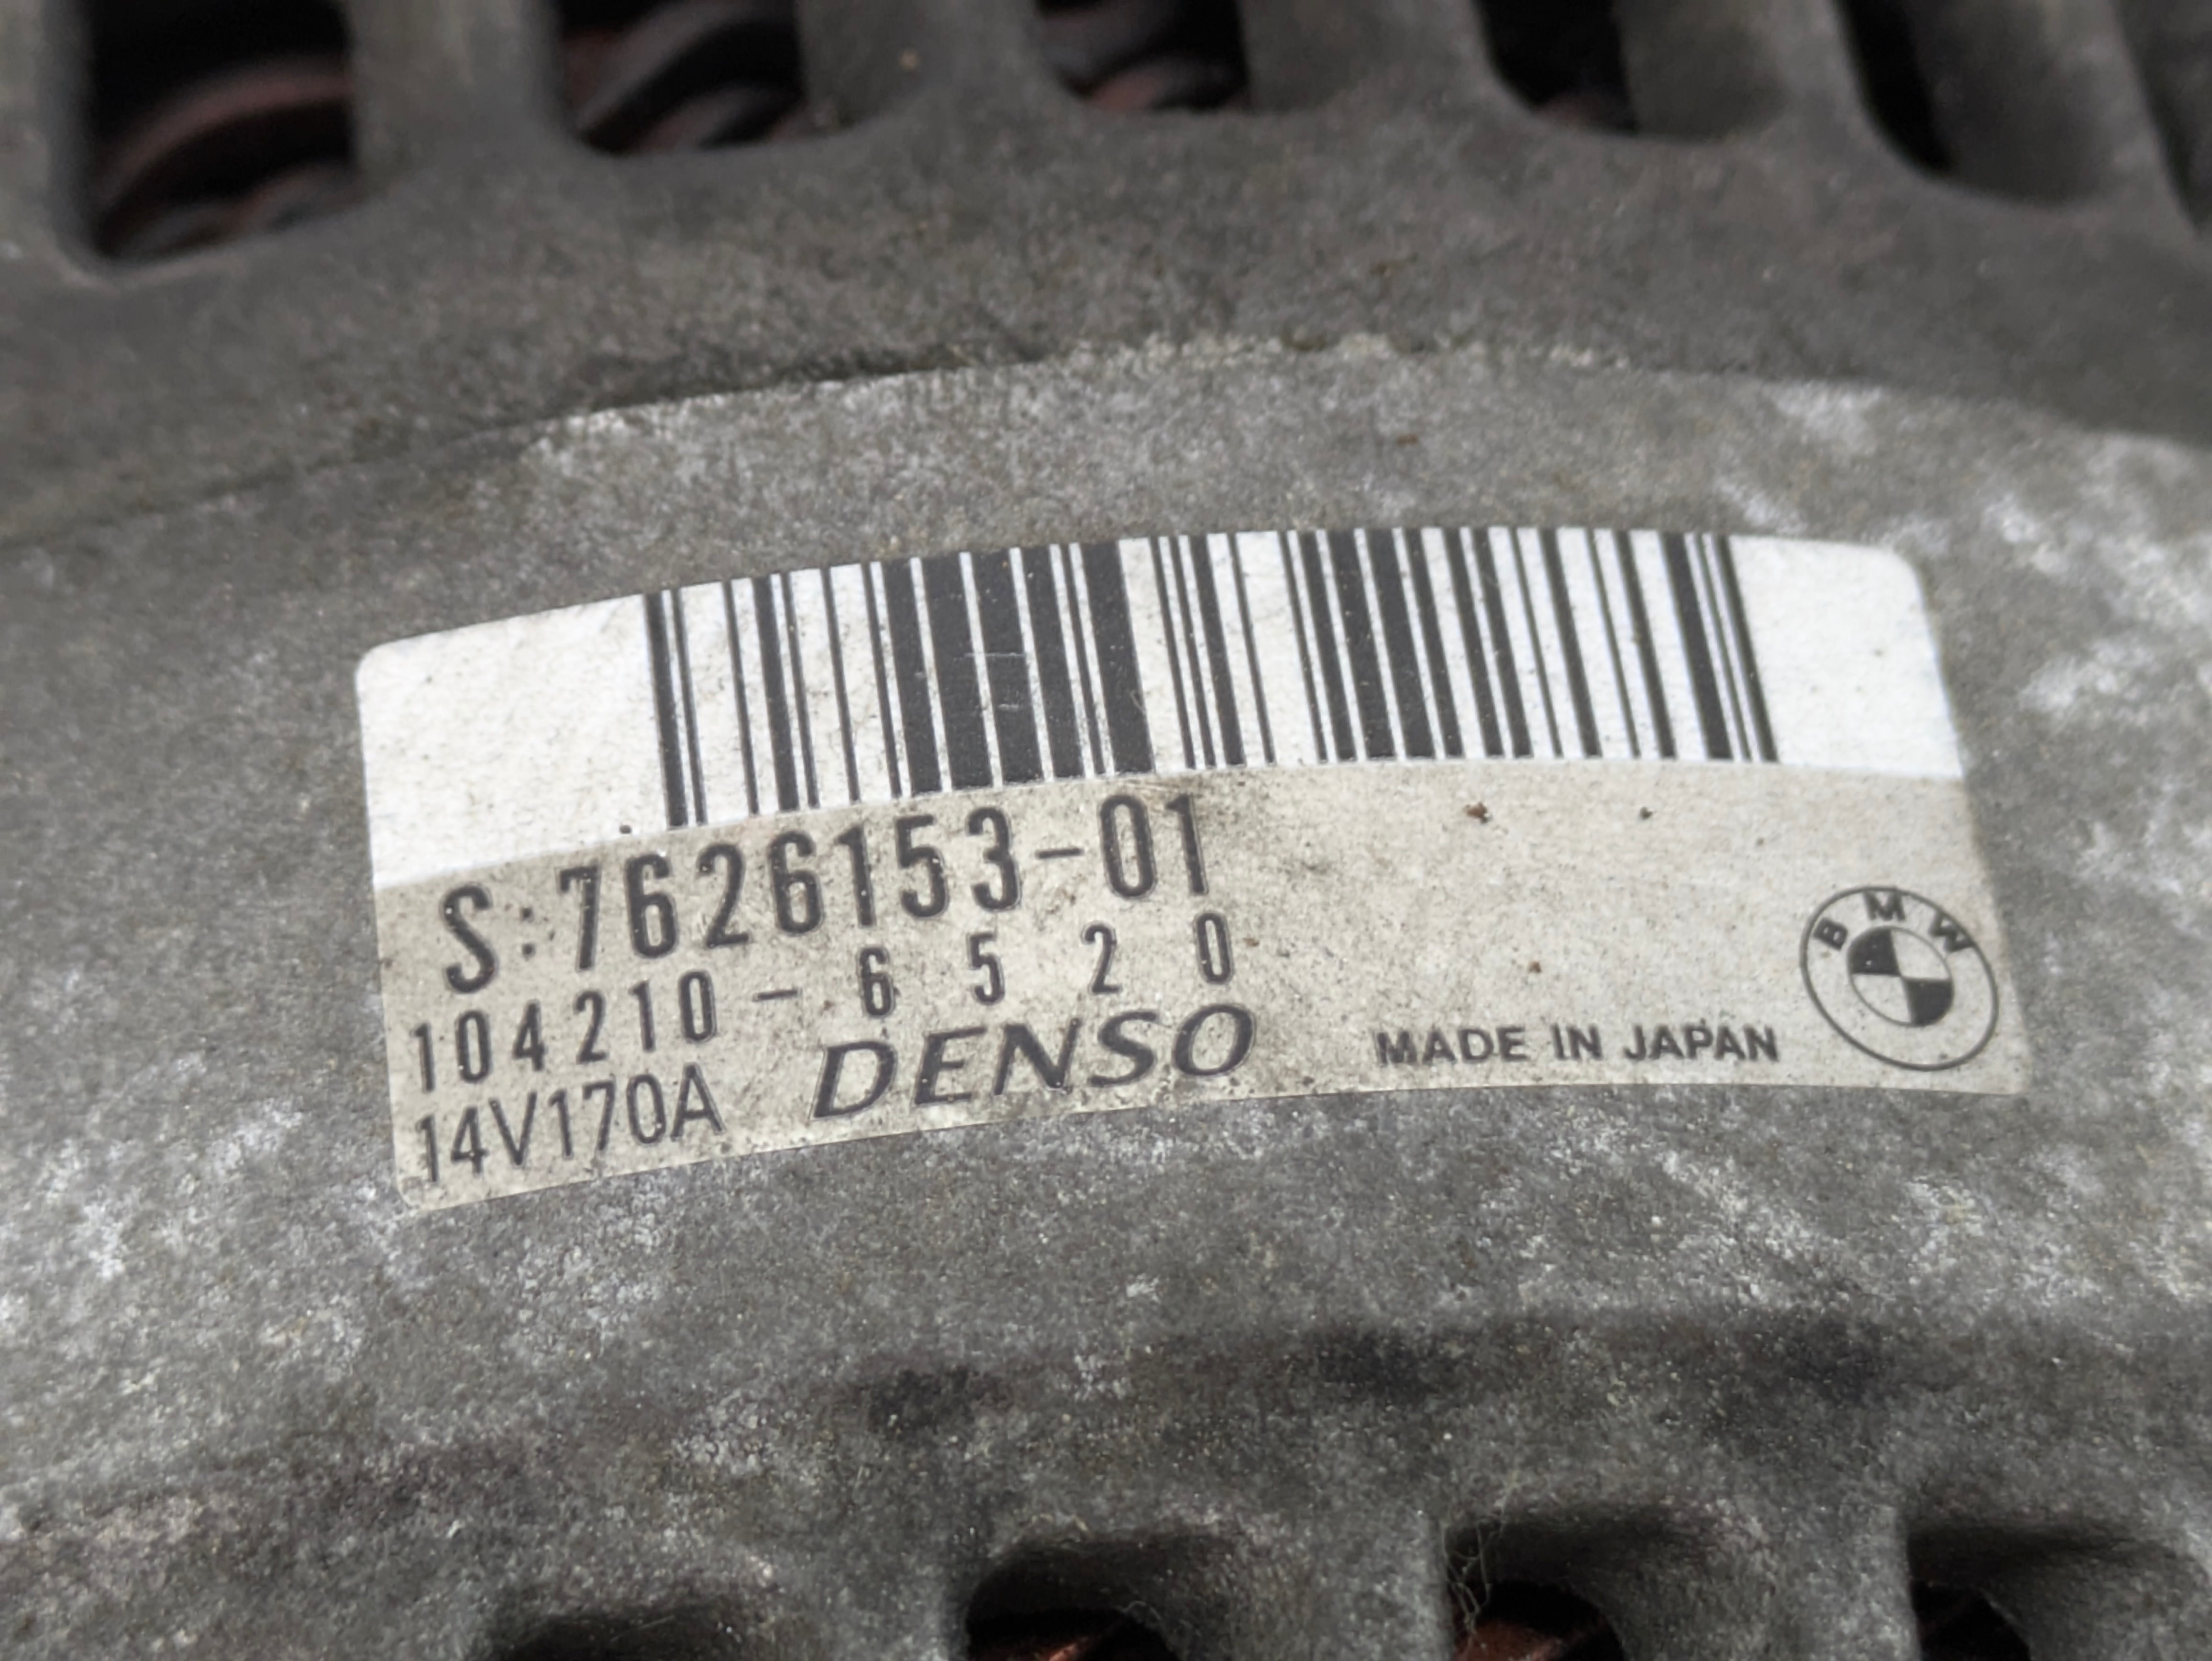 S:7626153-01
104210-6520
14V170A DENSO MADE IN JAPAN
BMW